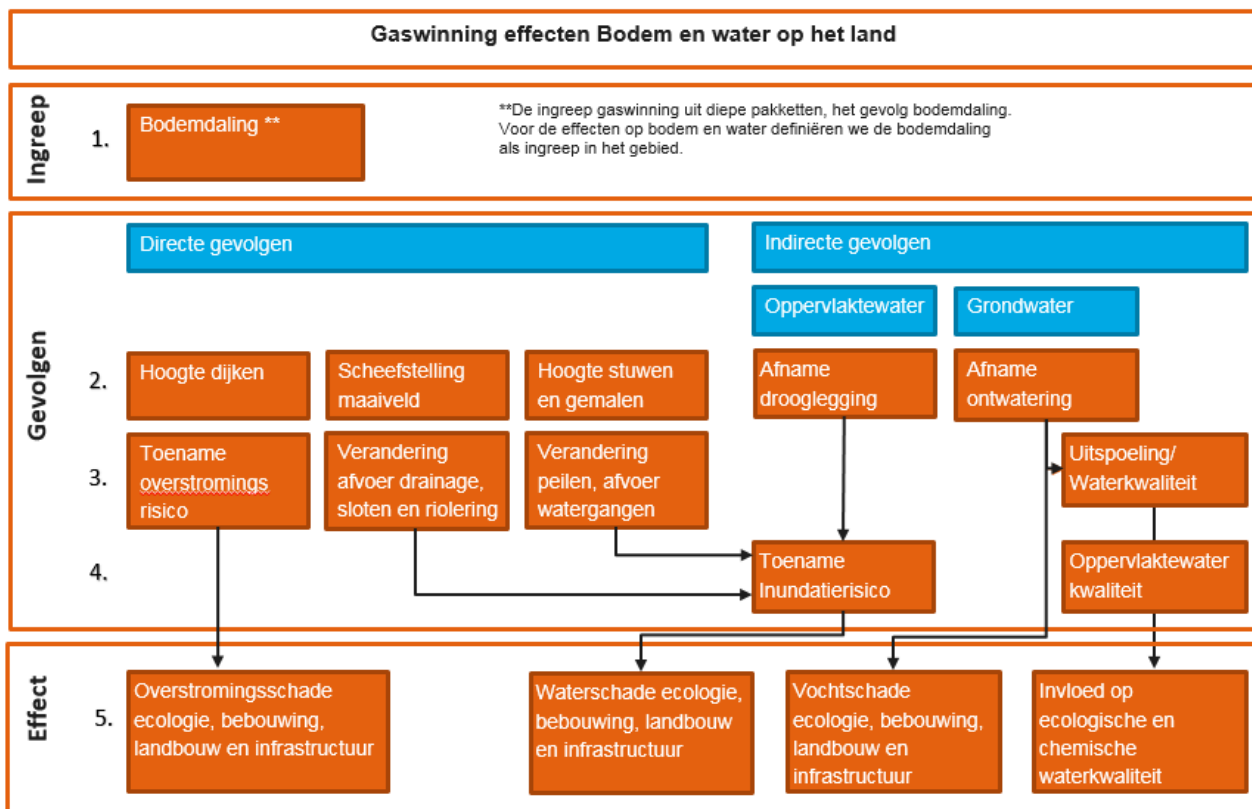 Gaswinning effecten Bodem en water op het land
Ingreep
1.
Bodemdaling **
**De ingreep gaswinning uit diepe pakketten, het gevolg bodemdaling.
Voor de effecten op bodem en water definiëren we de bodemdaling
als ingreep in het gebied.
Gevolgen
Directe gevolgen
Indirecte gevolgen
Oppervlaktewater
Grondwater
2.
Hoogte dijken
Scheefstelling
maaiveld
Hoogte stuwen
en gemalen
Afname
drooglegging
Afname
ontwatering
3.
Toename
overstromings
risico
Verandering
afvoer drainage,
sloten en riolering
Verandering
peilen, afvoer
watergangen
Uitspoeling/
Waterkwaliteit
4.
Toename
Inundatierisico
Oppervlaktewater
kwaliteit
Effect
5.
Overstromingsschade
ecologie, bebouwing,
landbouw en infrastructuur
Waterschade ecologie,
bebouwing, landbouw
en infrastructuur
Vochtschade
ecologie, bebouwing,
landbouw en
infrastructuur
Invloed op
ecologische en
chemische
waterkwaliteit